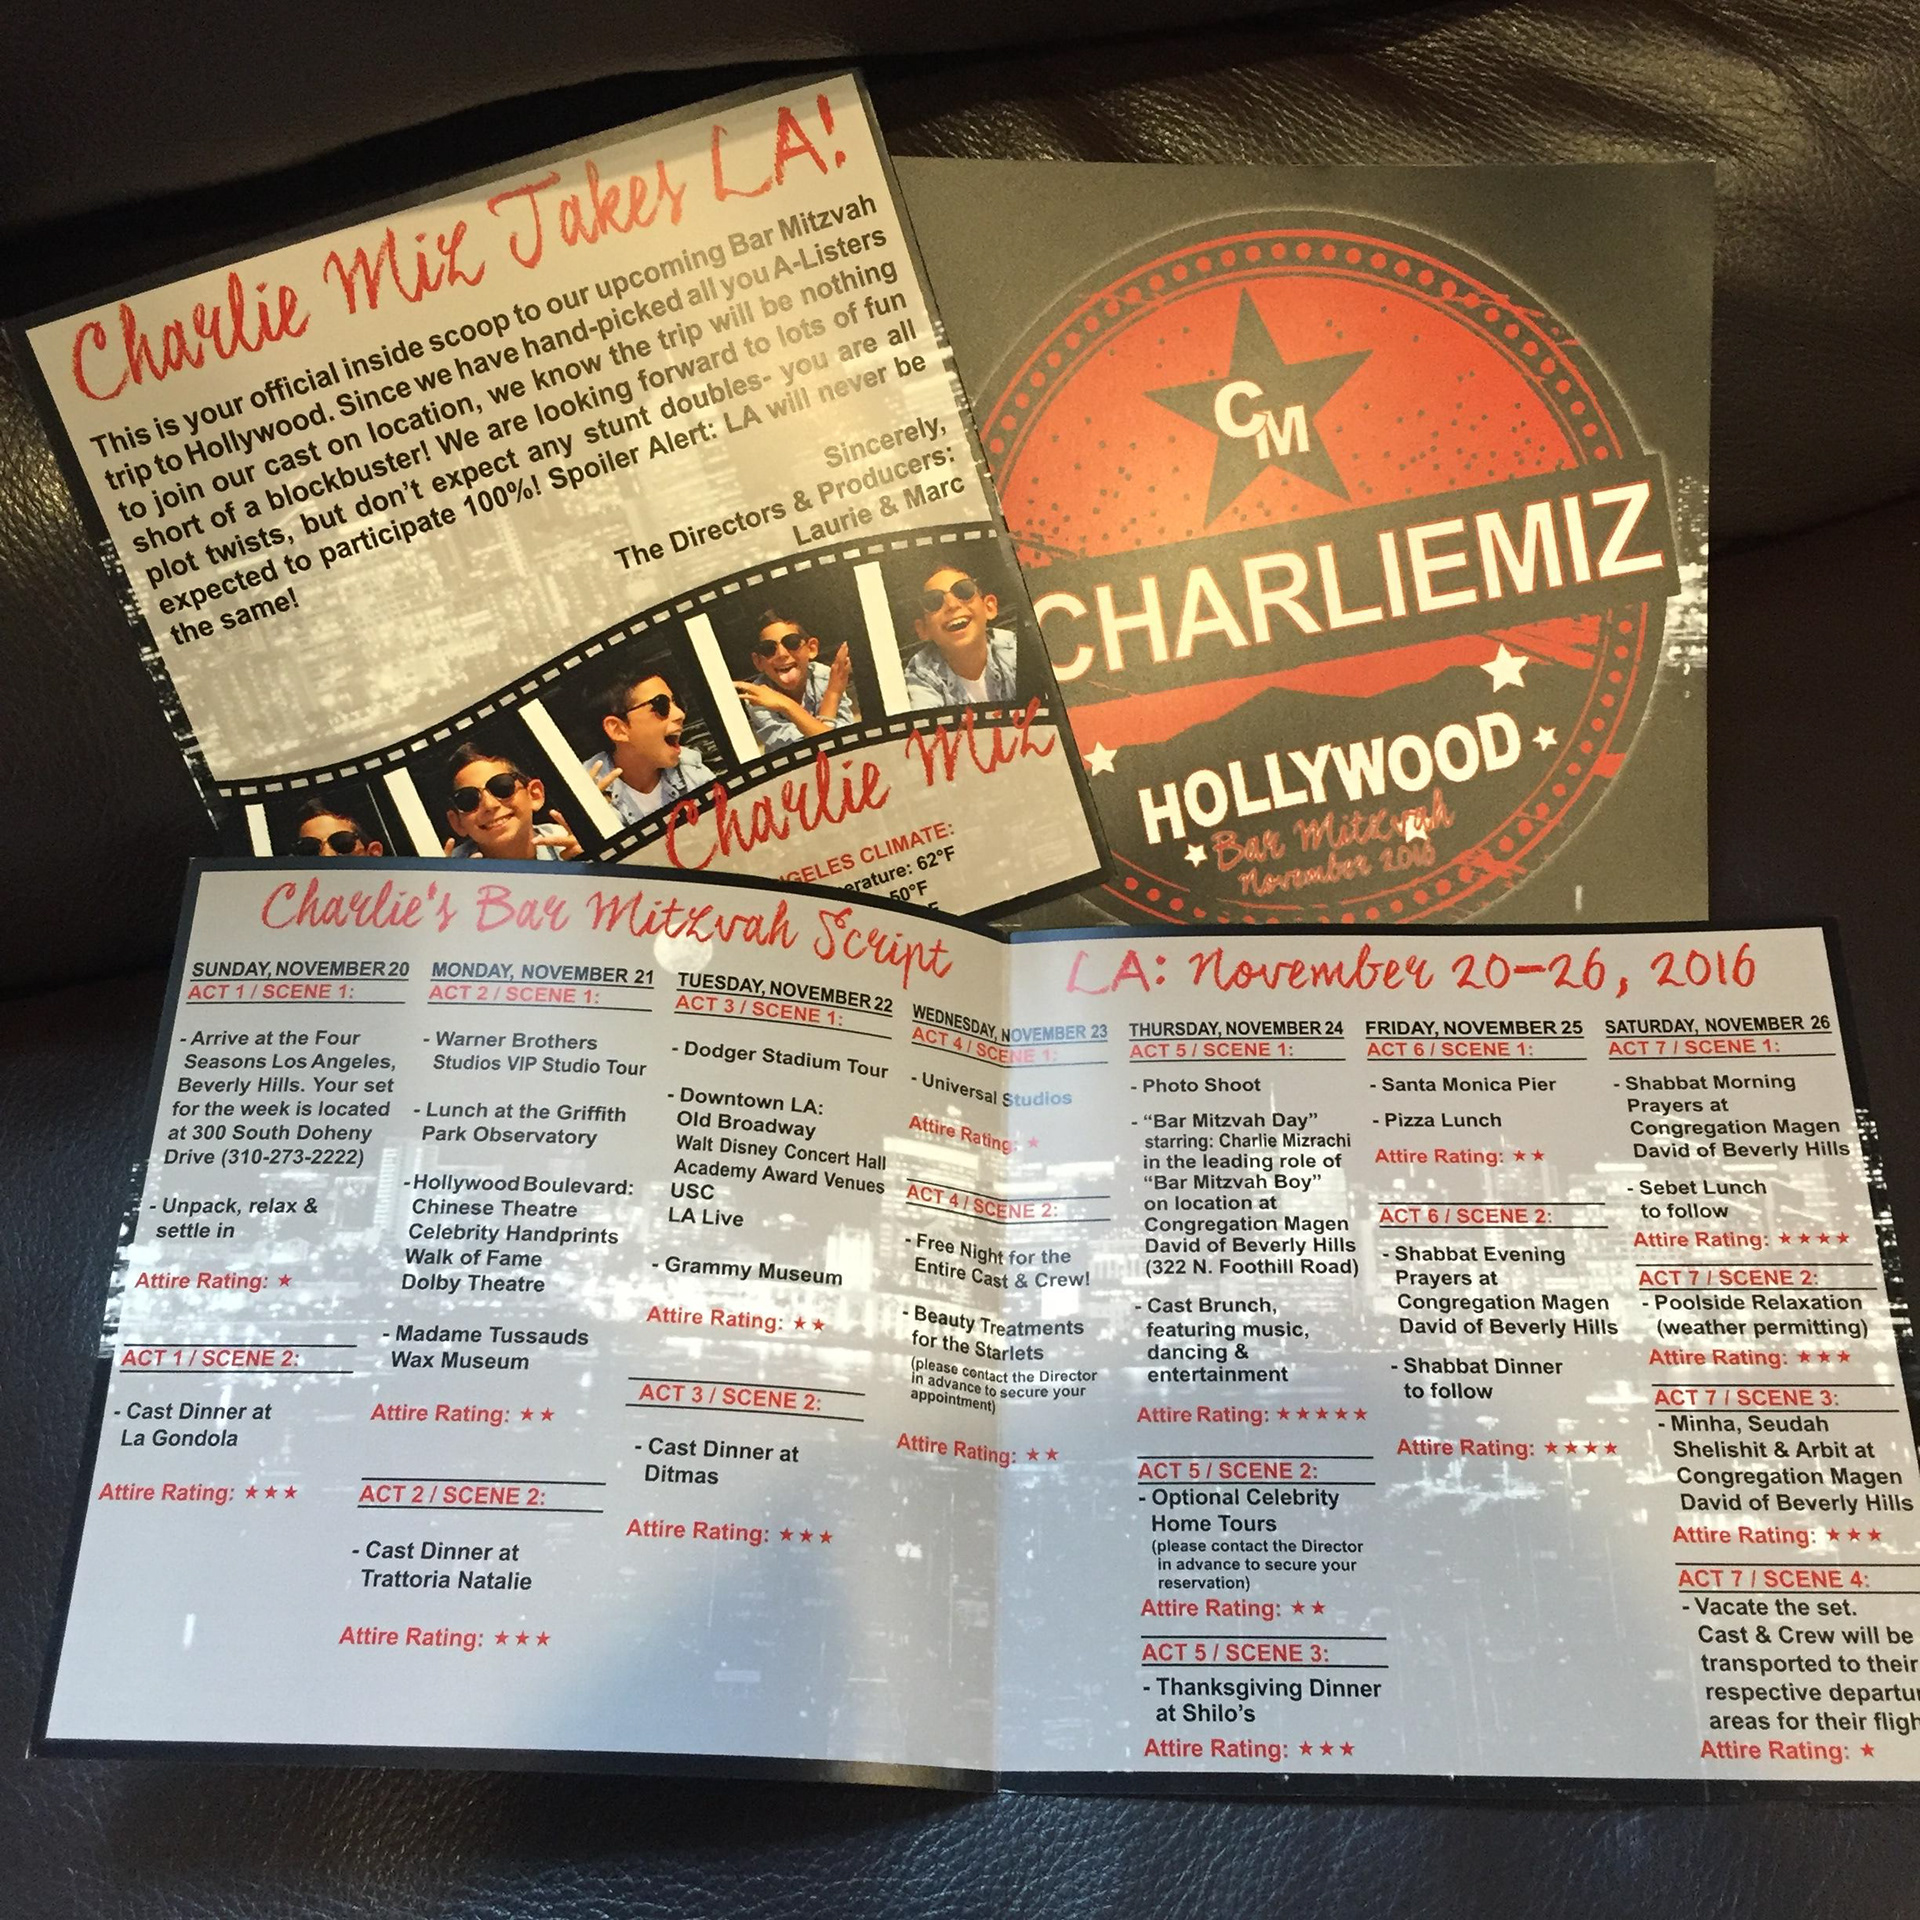 Charlie Miz Takes LA!
This is your official inside scoop to our upcoming Bar Mitzvah
trip to Hollywood. Since we have hand-picked all you A-Listers
to join our cast on location, we know the trip will be nothing
short of a blockbuster! We are looking forward to lots of fun
plot twists, but don't expect any stunt doubles- you are all
expected to participate 100%! Spoiler Alert: LA will never be
the same!
Sincerely,
The Directors & Producers:
Laurie & Marc
Charlie Miz
CLIMATE:
62°F
50°F
CM
CHARLIEMIZ
HOLLYWOOD
Bar Mitzvah
November 2016
Charlie's Bar Mitzvah Script
SUNDAY, NOVEMBER 20
ACT 1 / SCENE 1:
- Arrive at the Four
Seasons Los Angeles,
Beverly Hills. Your set
for the week is located
at 300 South Doheny
Drive (310-273-2222)
- Unpack, relax &
settle in
Attire Rating: ★
ACT 1 / SCENE 2:
- Cast Dinner at
La Gondola
Attire Rating: ★ ★ ★
MONDAY, NOVEMBER 21
ACT 2 / SCENE 1:
- Warner Brothers
Studios VIP Studio Tour
- Lunch at the Griffith
Park Observatory
- Hollywood Boulevard:
Chinese Theatre
Celebrity Handprints
Walk of Fame
Dolby Theatre
- Madame Tussauds
Wax Museum
Attire Rating: ★ ★
ACT 2 / SCENE 2:
- Cast Dinner at
Trattoria Natalie
Attire Rating: ★ ★ ★
TUESDAY, NOVEMBER 22
ACT 3 / SCENE 1:
- Dodger Stadium Tour
- Downtown LA:
Old Broadway
Walt Disney Concert Hall
Academy Award Venues
USC
LA Live
- Grammy Museum
Attire Rating: ★ ★
ACT 3 / SCENE 2:
- Cast Dinner at
Ditmas
Attire Rating: ★ ★ ★
WEDNESDAY, NOVEMBER 23
ACT 4 / SCENE 1:
- Universal Studios
Attire Rating: ★
ACT 4 / SCENE 2:
- Free Night for the
Entire Cast & Crew!
- Beauty Treatments
for the Starlets
(please contact the Director
in advance to secure your
appointment)
Attire Rating: ★ ★
LA: November 20-26, 2016
THURSDAY, NOVEMBER 24
ACT 5 / SCENE 1:
- Photo Shoot
- "Bar Mitzvah Day"
starring: Charlie Mizrachi
in the leading role of
"Bar Mitzvah Boy"
on location at
Congregation Magen
David of Beverly Hills
(322 N. Foothill Road)
- Cast Brunch,
featuring music,
dancing &
entertainment
Attire Rating: ★ ★ ★ ★ ★
ACT 5 / SCENE 2:
- Optional Celebrity
Home Tours
(please contact the Director
in advance to secure your
reservation)
Attire Rating: ★ ★
ACT 5 / SCENE 3:
- Thanksgiving Dinner
at Shilo's
Attire Rating: ★ ★ ★
FRIDAY, NOVEMBER 25
ACT 6 / SCENE 1:
- Santa Monica Pier
- Pizza Lunch
Attire Rating: ★ ★
ACT 6 / SCENE 2:
- Shabbat Evening
Prayers at
Congregation Magen
David of Beverly Hills
- Shabbat Dinner
to follow
Attire Rating: ★ ★ ★ ★
SATURDAY, NOVEMBER 26
ACT 7 / SCENE 1:
- Shabbat Morning
Prayers at
Congregation Magen
David of Beverly Hills
- Sebet Lunch
to follow
Attire Rating: ★ ★ ★ ★
ACT 7 / SCENE 2:
- Poolside Relaxation
(weather permitting)
Attire Rating: ★ ★ ★
ACT 7 / SCENE 3:
- Minha, Seudah
Shelishit & Arbit at
Congregation Magen
David of Beverly Hills
Attire Rating: ★ ★ ★
ACT 7 / SCENE 4:
- Vacate the set.
Cast & Crew will be
transported to their
respective
areas for their
Attire Rating: ★